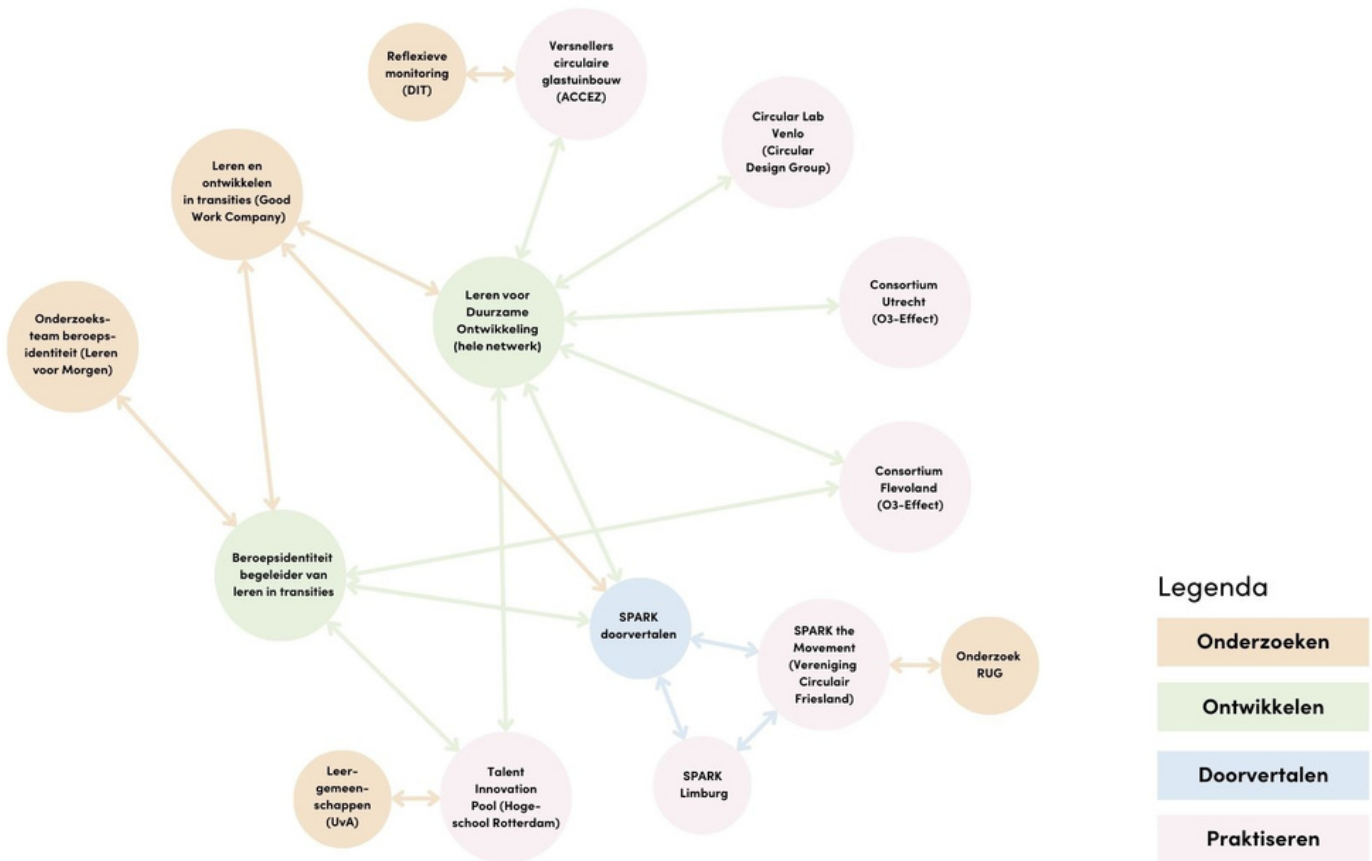 Reflexieve
monitoring
(DIT)
Versnellers
circulaire
glastuinbouw
(ACCEZ)
Circular Lab
Venlo
(Circular
Design Group)
Leren en
ontwikkelen
in transities (Good
Work Company)
Leren voor
Duurzame
Ontwikkeling
(hele netwerk)
Consortium
Utrecht
(O3-Effect)
Onderzoeks-
team beroeps-
identiteit (Leren
voor Morgen)
Consortium
Flevoland
(O3-Effect)
Beroepsidentiteit
begeleider van
leren in transities
SPARK
doorvertalen
SPARK the
Movement
(Vereniging
Circulair
Friesland)
Onderzoek
RUG
Leer-
gemeen-
schappen
(UvA)
Talent
Innovation
Pool (Hoge-
school Rotterdam)
SPARK
Limburg
Legenda
Onderzoeken
Ontwikkelen
Doorvertalen
Praktiseren